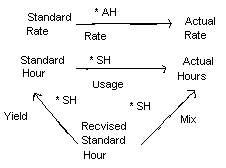 * AH
Standard Rate Actual
Rate Rate
Standard * SH Actual
Hour Hours
Usage
* SH * SH
Yield Mix
Recvised
Standard
Hour